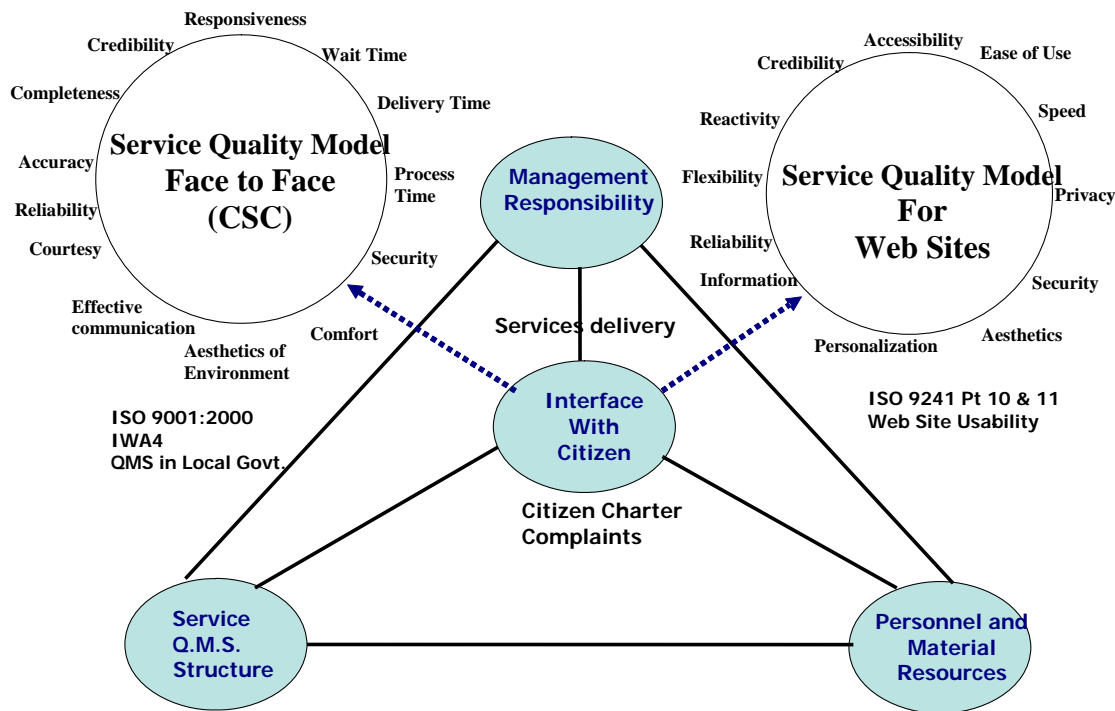 Responsiveness
Credibility
Wait Time
Completeness
Delivery Time
Service Quality Model
Face to Face
(CSC)
Accuracy
Process
Time
Reliability
Courtesy
Security
Effective
communication
Comfort
Aesthetics of
Environment
Accessibility
Ease of Use
Credibility
Speed
Reactivity
Flexibility
Service Quality Model
For
Web Sites
Privacy
Reliability
Information
Security
Personalization
Aesthetics
Management
Responsibility
Services delivery
Interface
With
Citizen
ISO 9001:2000
IWA4
QMS in Local Govt.
ISO 9241 Pt 10 & 11
Web Site Usability
Citizen Charter
Complaints
Service
Q.M.S.
Structure
Personnel and
Material
Resources